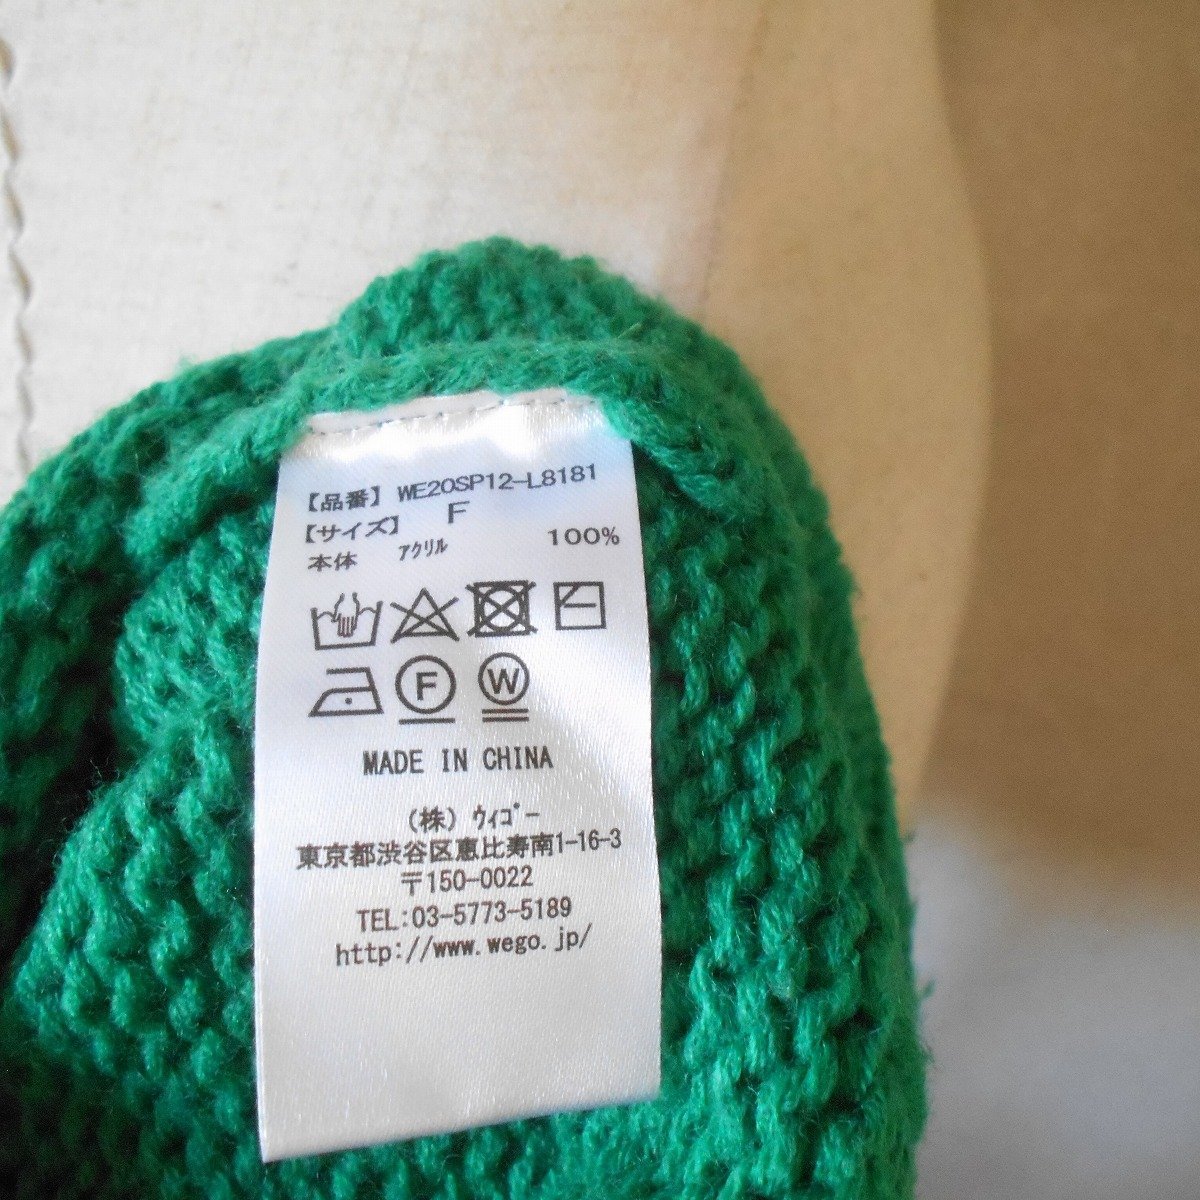 【品番】 WE20SP12-L8181
【サイズ】 F
本体 ｱｸﾘﾙ 100%
F W
MADE IN CHINA
(株) ｳｨｺﾞｰ
東京都渋谷区恵比寿南1-16-3
〒150-0022
TEL:03-5773-5189
http://www.wego.jp/